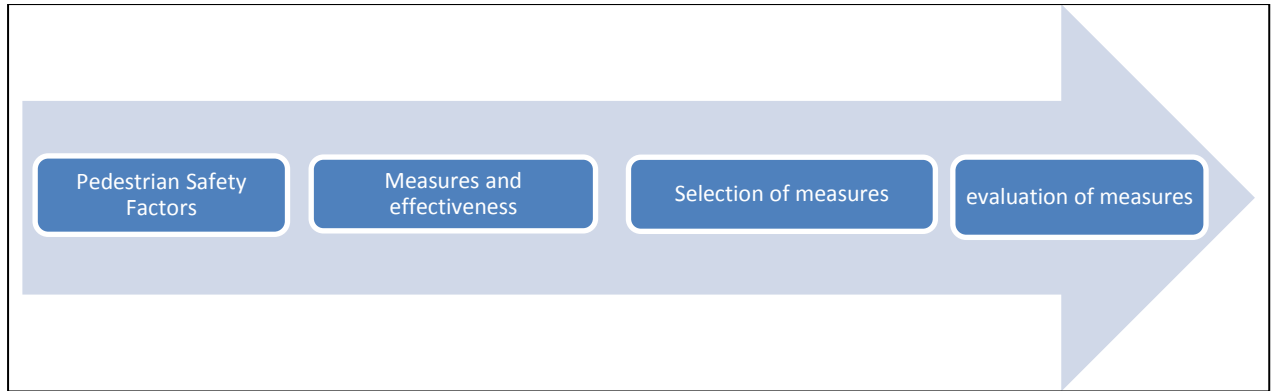 Pedestrian Safety
Factors
Measures and
effectiveness
Selection of measures
evaluation of measures